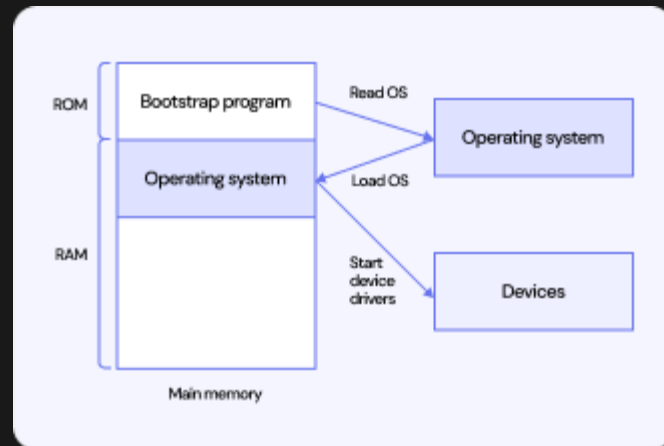 ROM
Bootstrap program
Read OS
Operating system
Operating system
Load OS
RAM
Start
device
drivers
Devices
Main memory